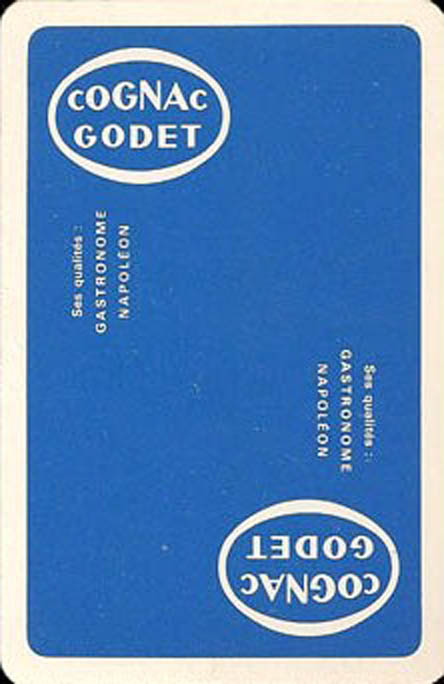 COGNAC
GODET
Ses qualités :
GASTRONOME
NAPOLÉON
Ses qualités :
GASTRONOME
NAPOLÉON
COGNAC
GODET